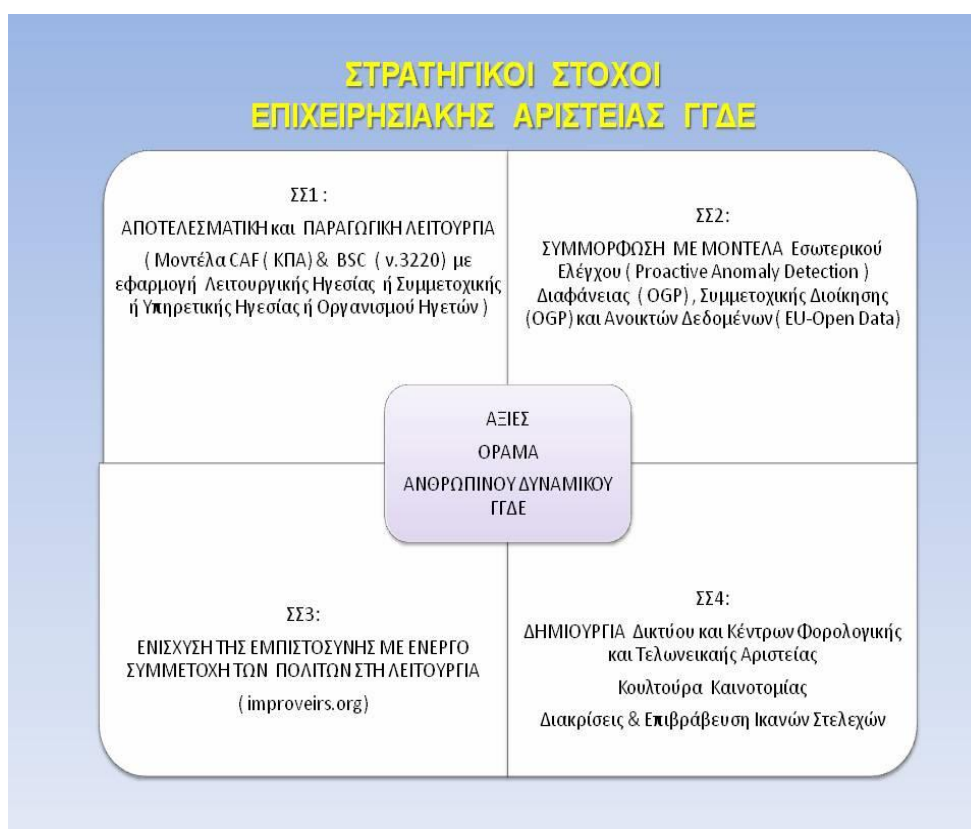 ΣΤΡΑΤΗΓΙΚΟΙ ΣΤΟΧΟΙ
ΕΠΙΧΕΙΡΗΣΙΑΚΗΣ ΑΡΙΣΤΕΙΑΣ ΓΓΔΕ
ΣΣ1 :
ΑΠΟΤΕΛΕΣΜΑΤΙΚΗ και ΠΑΡΑΓΩΓΙΚΗ ΛΕΙΤΟΥΡΓΙΑ
( Μοντέλα CAF ( ΚΠΑ) & BSC ( ν.3220) με
εφαρμογή Λειτουργικής Ηγεσίας ή Συμμετοχικής
ή Υπηρετικής Ηγεσίας ή Οργανισμού Ηγετών )
ΣΣ2:
ΣΥΜΜΟΡΦΩΣΗ ΜΕ ΜΟΝΤΕΛΑ Εσωτερικού
Ελέγχου ( Proactive Anomaly Detection )
Διαφάνειας ( OGP) , Συμμετοχικής Διοίκησης
(OGP) και Ανοικτών Δεδομένων ( EU-Open Data)
ΑΞΙΕΣ
ΟΡΑΜΑ
ΑΝΘΡΩΠΙΝΟΥ ΔΥΝΑΜΙΚΟΥ
ΓΓΔΕ
ΣΣ3:
ΕΝΙΣΧΥΣΗ ΤΗΣ ΕΜΠΙΣΤΟΣΥΝΗΣ ΜΕ ΕΝΕΡΓΟ
ΣΥΜΜΕΤΟΧΗ ΤΩΝ ΠΟΛΙΤΩΝ ΣΤΗ ΛΕΙΤΟΥΡΓΙΑ
( improveirs.org)
ΣΣ4:
ΔΗΜΙΟΥΡΓΙΑ Δικτύου και Κέντρων Φορολογικής
και Τελωνεικαής Αριστείας
Κουλτούρα Καινοτομίας
Διακρίσεις & Επιβράβευση Ικανών Στελεχών